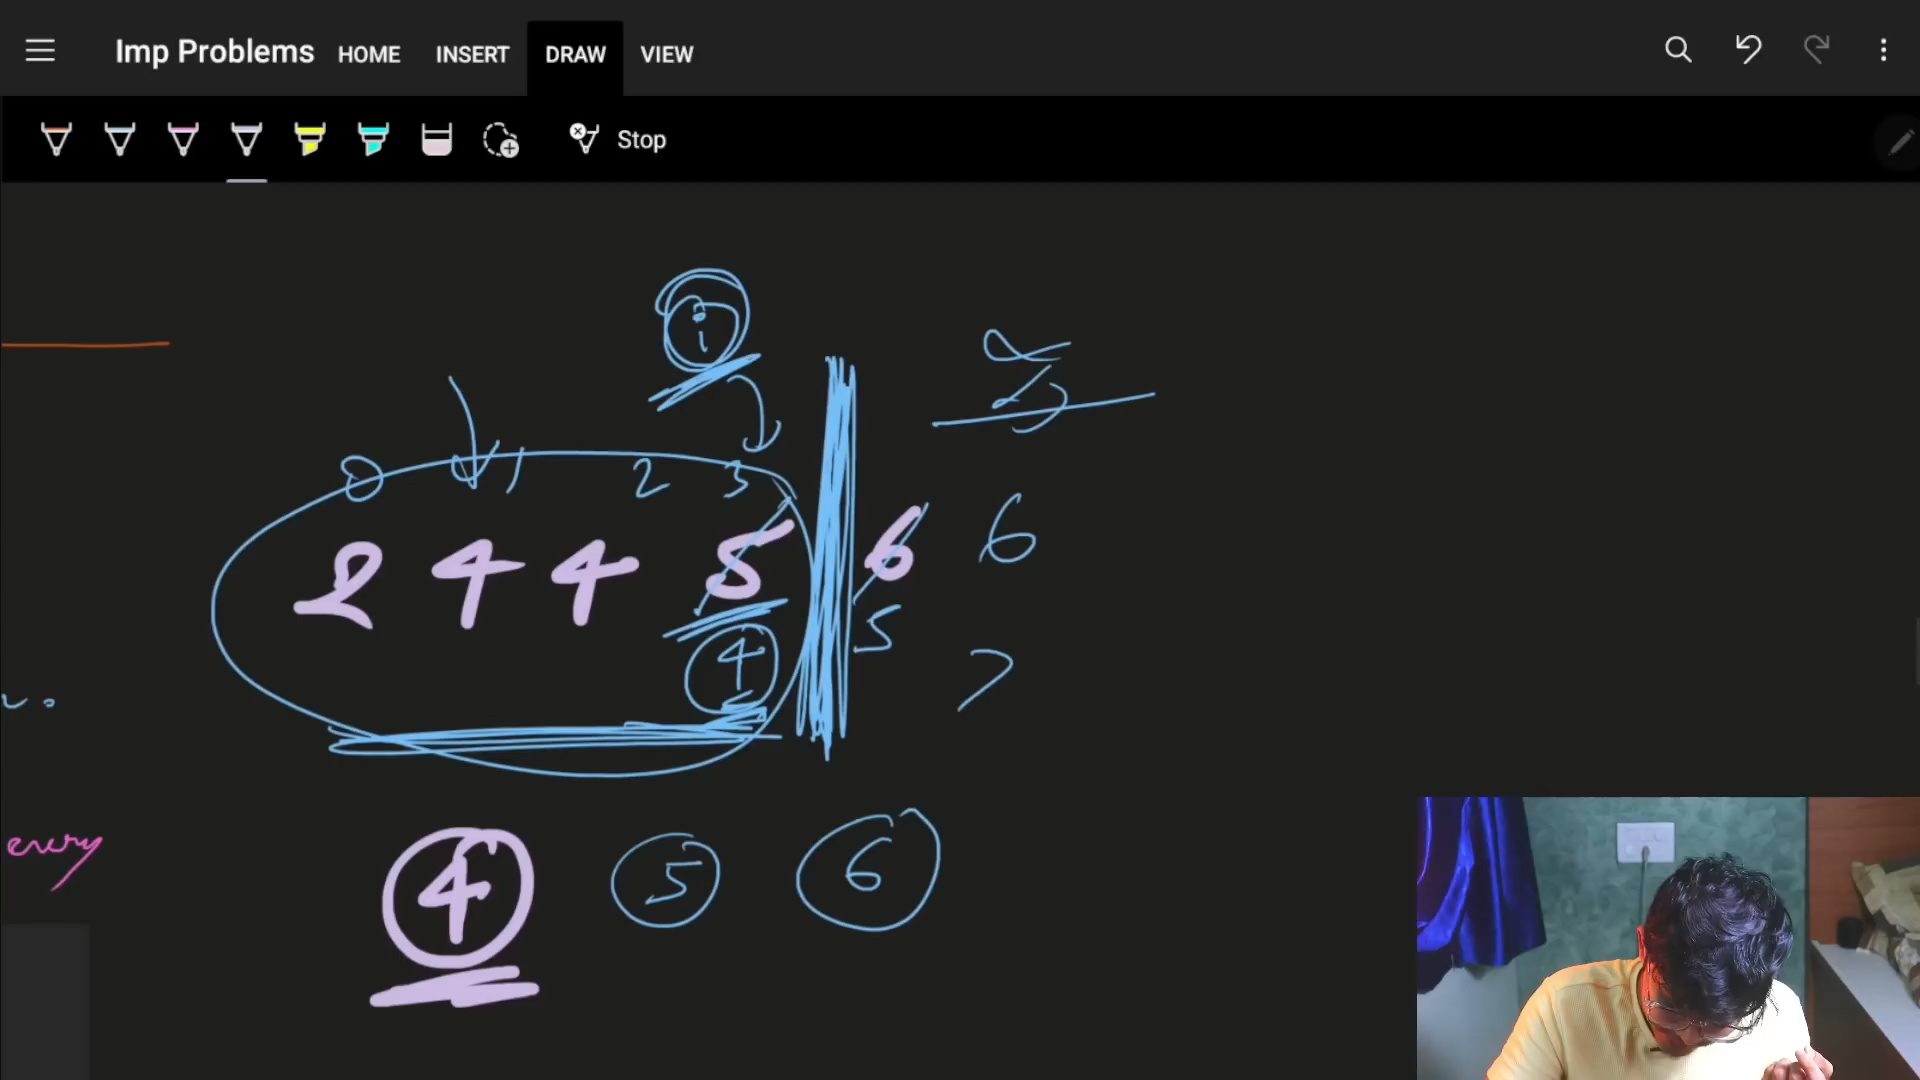 Imp Problems HOME INSERT DRAW VIEW
Stop
i
0 1 2 3
2 4 4 5 6 6
4 5
7
every
4 5 6